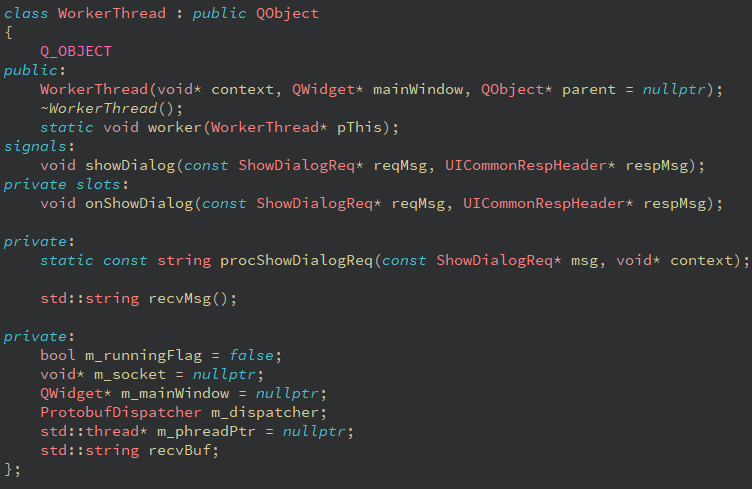 class WorkerThread : public QObject
{
    Q_OBJECT
public:
    WorkerThread(void* context, QWidget* mainWindow, QObject* parent = nullptr);
    ~WorkerThread();
    static void worker(WorkerThread* pThis);
signals:
    void showDialog(const ShowDialogReq* reqMsg, UICommonRespHeader* respMsg);
private slots:
    void onShowDialog(const ShowDialogReq* reqMsg, UICommonRespHeader* respMsg);

private:
    static const string procShowDialogReq(const ShowDialogReq* msg, void* context);

    std::string recvMsg();

private:
    bool m_runningFlag = false;
    void* m_socket = nullptr;
    QWidget* m_mainWindow = nullptr;
    ProtobufDispatcher m_dispatcher;
    std::thread* m_phreadPtr = nullptr;
    std::string recvBuf;
};